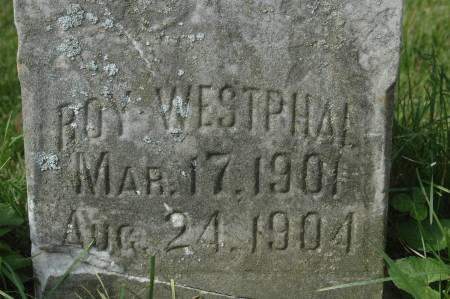 ROY WESTPHAL
MAR. 17, 1901
AUG. 24, 1904